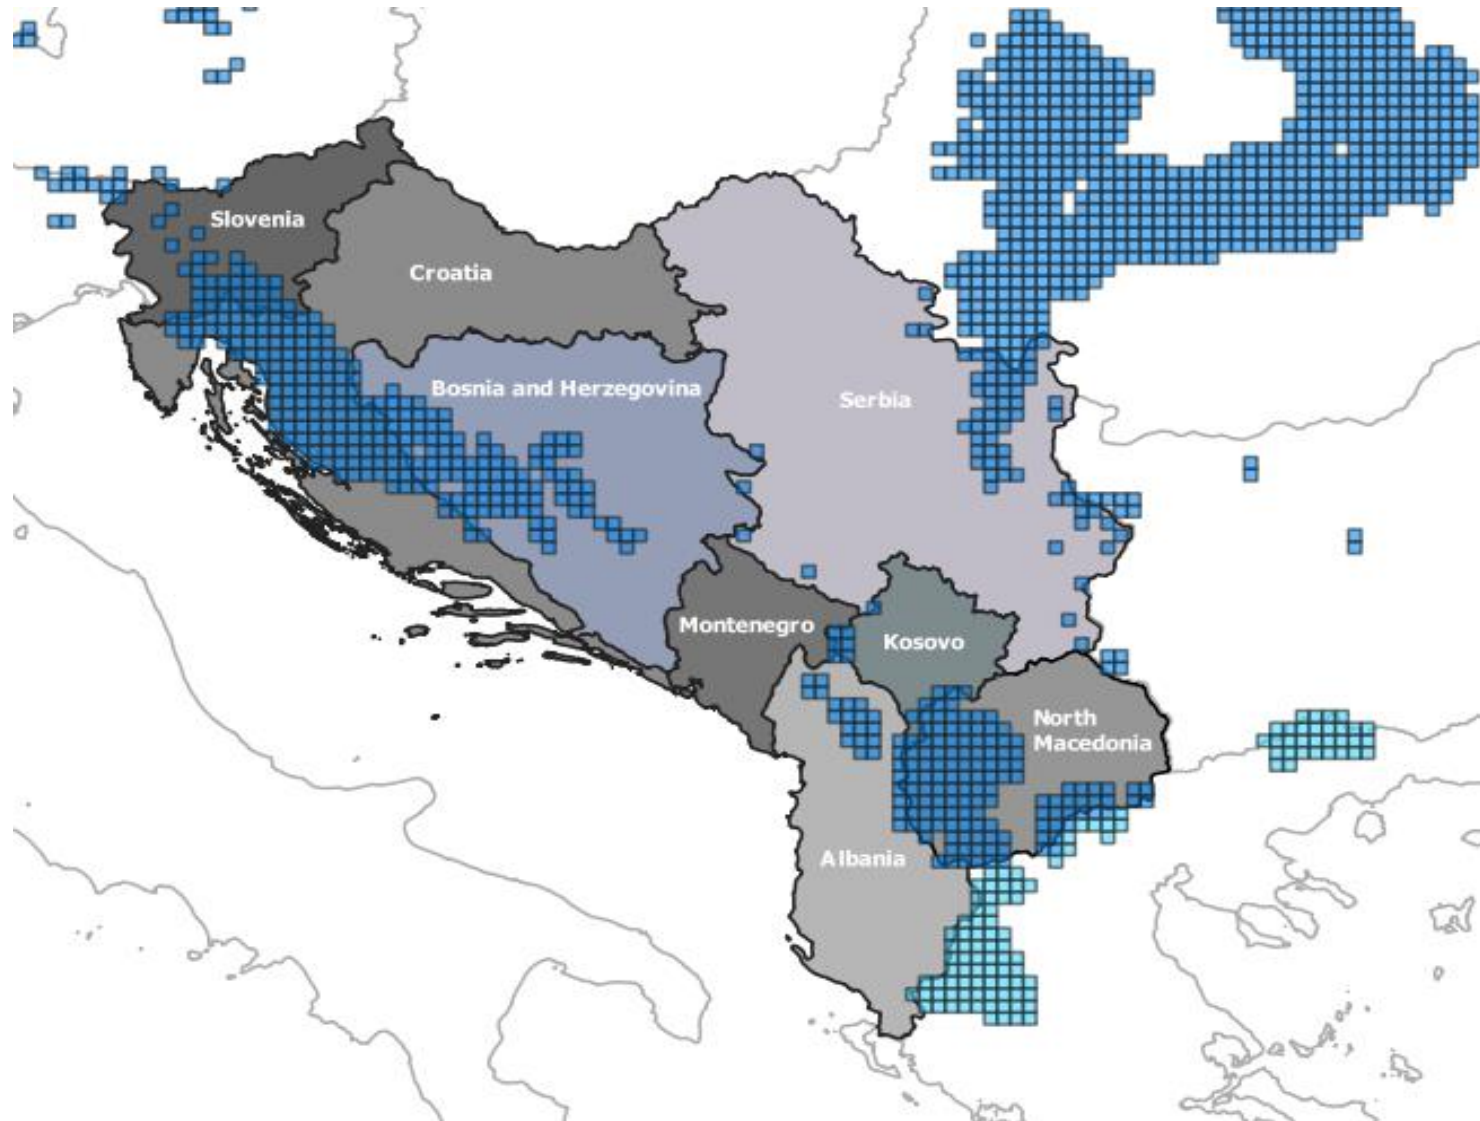 Slovenia
Croatia
Bosnia and Herzegovina
Serbia
Montenegro
Kosovo
North
Macedonia
Albania